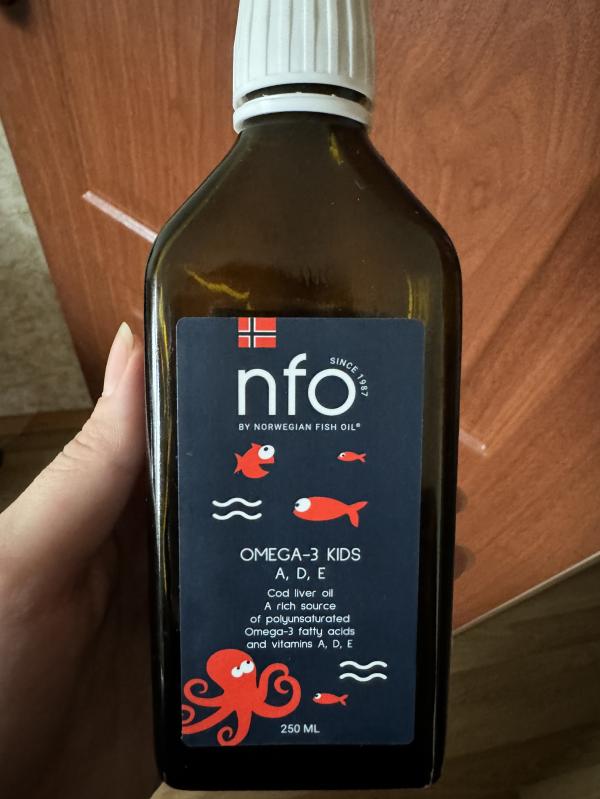 SINCE 1987
nfo
BY NORWEGIAN FISH OIL®
OMEGA-3 KIDS
A, D, E
Cod liver oil
A rich source
of polyunsaturated
Omega-3 fatty acids
and vitamins A, D, E
250 ML